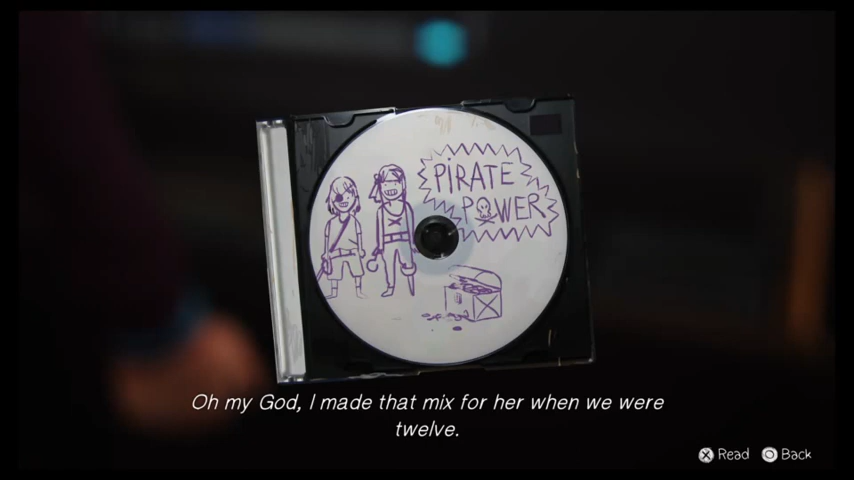 PiRATE
POWER
Oh my God, I made that mix for her when we were
twelve.
Read Back